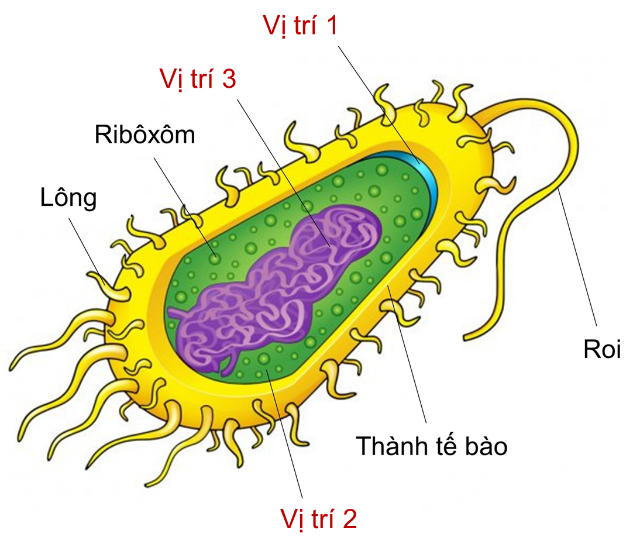 Vị trí 1
Vị trí 3
Ribôxôm
Lông
Roi
Thành tế bào
Vị trí 2